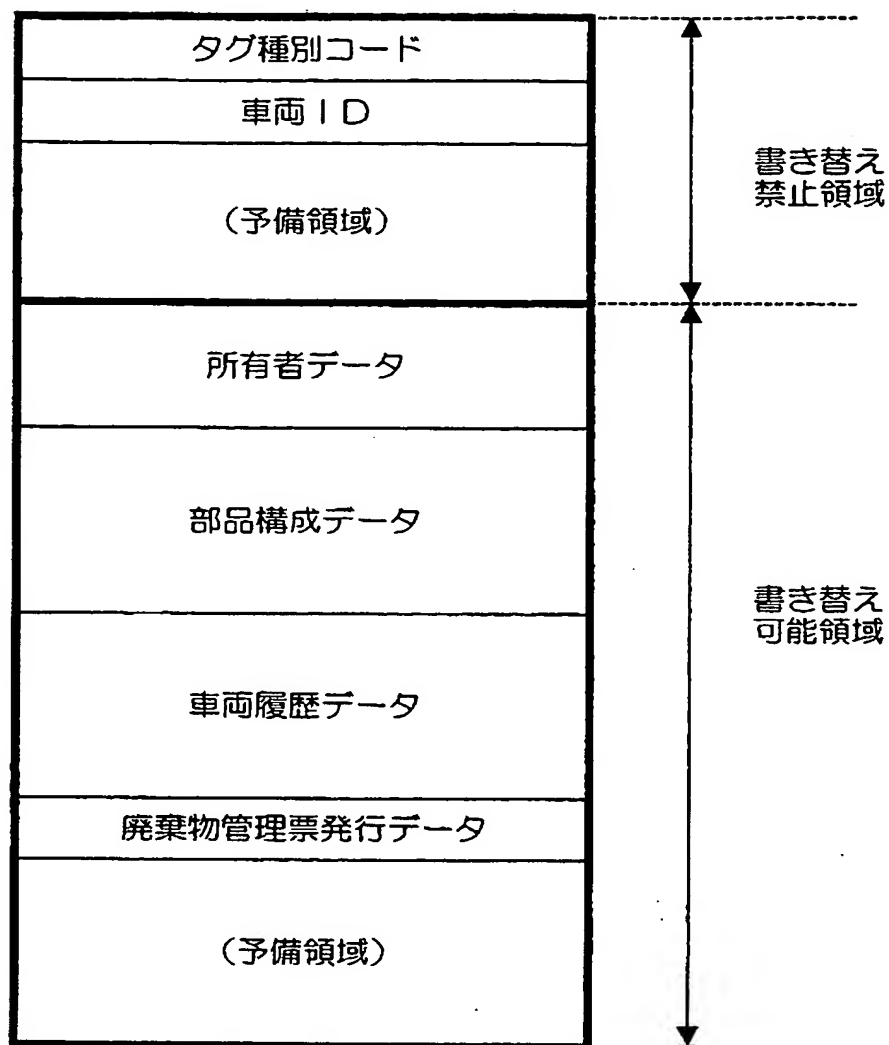 タグ種別コード
車両ID
(予備領域)
書き替え
禁止領域
所有者データ
部品構成データ
車両履歴データ
廃棄物管理票発行データ
(予備領域)
書き替え
可能領域